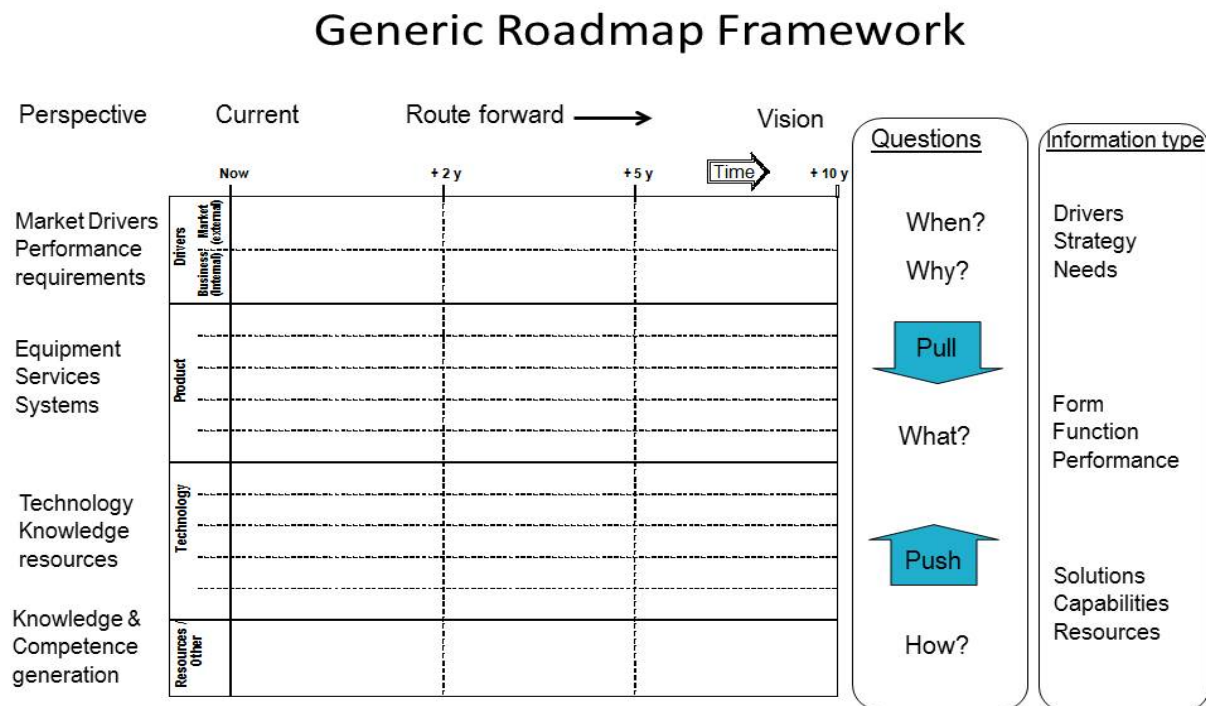 Generic Roadmap Framework
Perspective
Current
Route forward
Vision
Questions
Information type
Now
+ 2 y
+ 5 y
Time
+ 10 y
Market Drivers
Performance
requirements
Drivers
Market
(external)
Business
(Internal)
When?
Why?
Drivers
Strategy
Needs
Equipment
Services
Systems
Product
Pull
What?
Form
Function
Performance
Technology
Knowledge
resources
Technology
Push
Solutions
Capabilities
Resources
Knowledge &
Competence
generation
Resources /
Other
How?